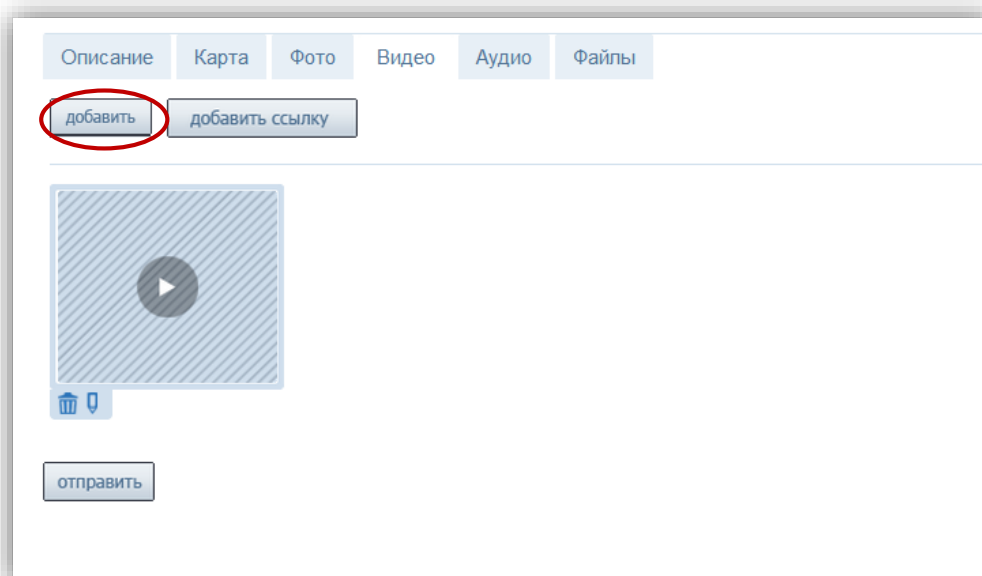 Описание Карта Фото Видео Аудио Файлы
добавить добавить ссылку
отправить